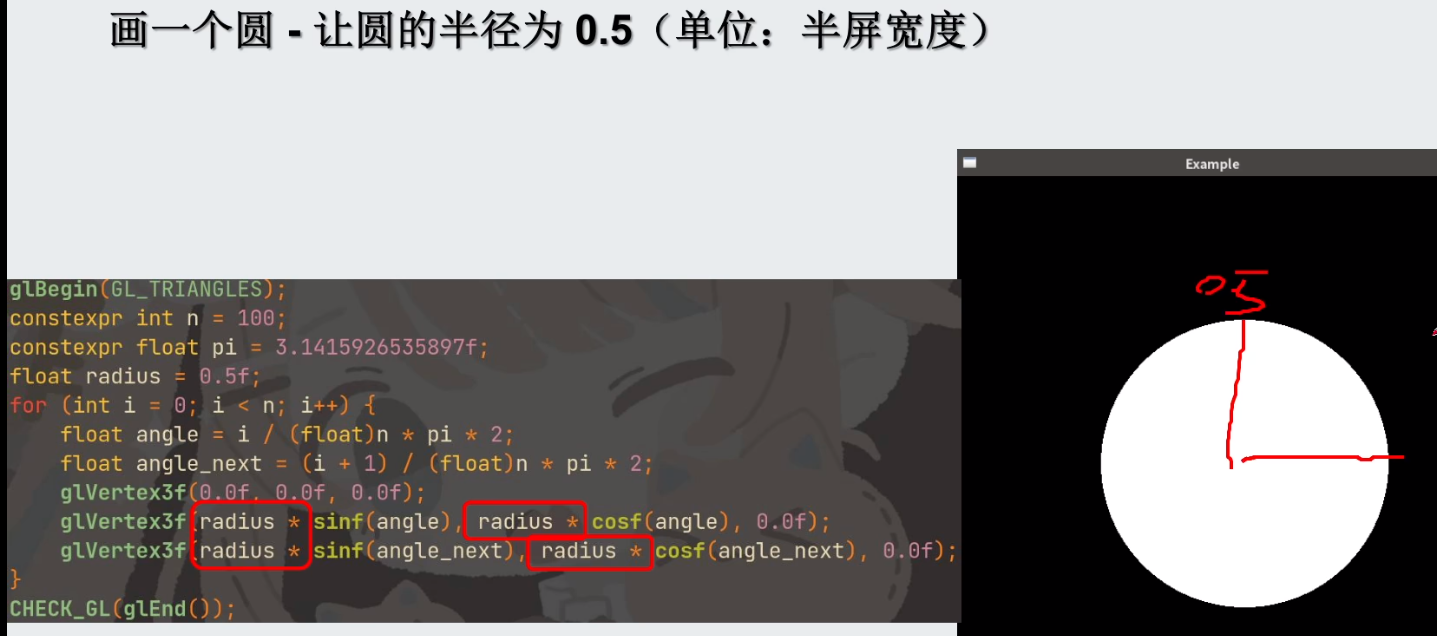 画一个圆 - 让圆的半径为 0.5（单位：半屏宽度）
Example
05
glBegin(GL_TRIANGLES);
constexpr int n = 100;
constexpr float pi = 3.1415926535897f;
float radius = 0.5f;
for (int i = 0; i < n; i++) {
    float angle = i / (float)n * pi * 2;
    float angle_next = (i + 1) / (float)n * pi * 2;
    glVertex3f(0.0f, 0.0f, 0.0f);
    glVertex3f(radius * sinf(angle), radius * cosf(angle), 0.0f);
    glVertex3f(radius * sinf(angle_next), radius * cosf(angle_next), 0.0f);
}
CHECK_GL(glEnd());